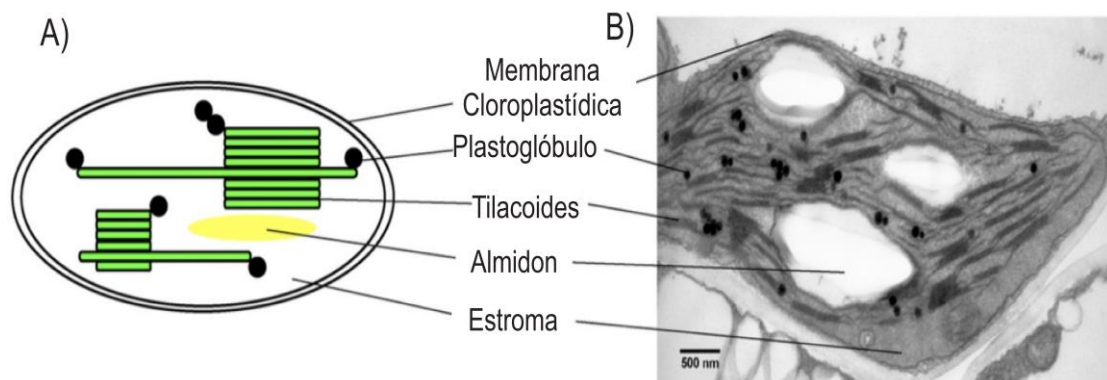 A)
B)
Membrana
Cloroplastídica
Plastoglóbulo
Tilacoides
Almidon
Estroma
500 nm